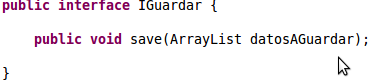 public interface IGuardar {
public void save(ArrayList datosAGuardar);
}